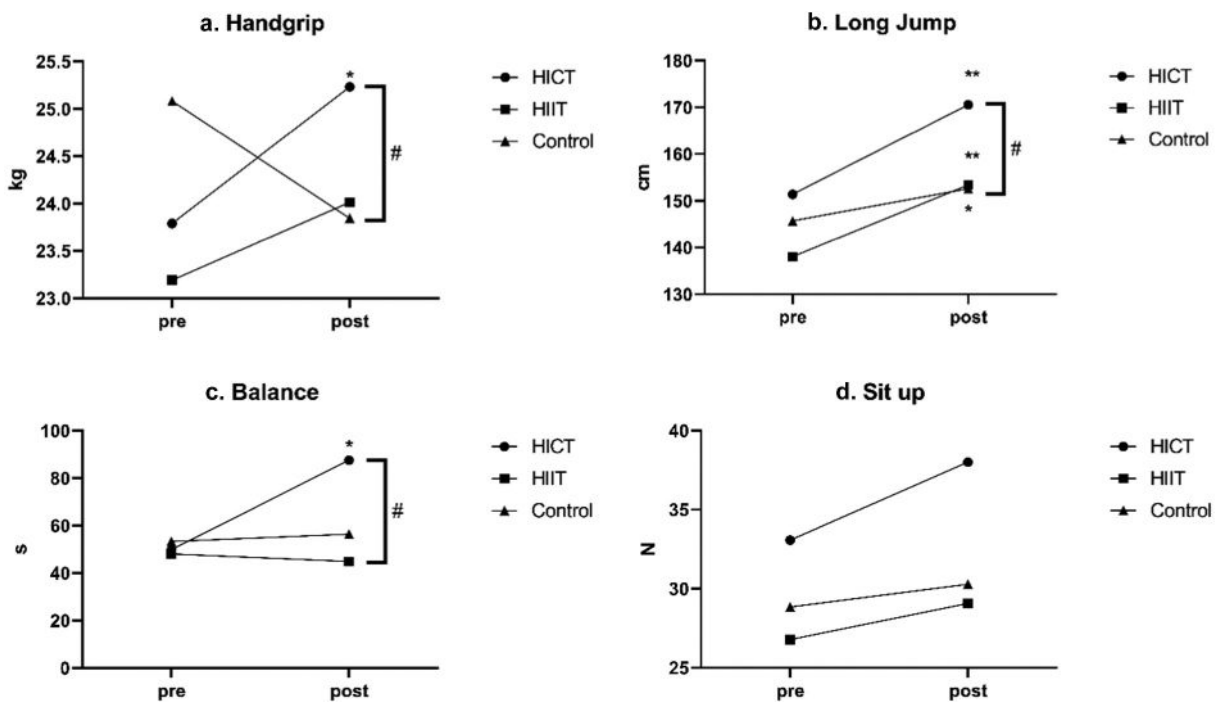 a. Handgrip
25.5
25.0
24.5
24.0
23.5
23.0
kg
pre
post
*
#
HICT
HIIT
Control
b. Long Jump
180
170
160
150
140
130
cm
pre
post
**
**
*
#
HICT
HIIT
Control
c. Balance
100
80
60
40
20
0
s
pre
post
*
#
HICT
HIIT
Control
d. Sit up
40
35
30
25
N
pre
post
HICT
HIIT
Control